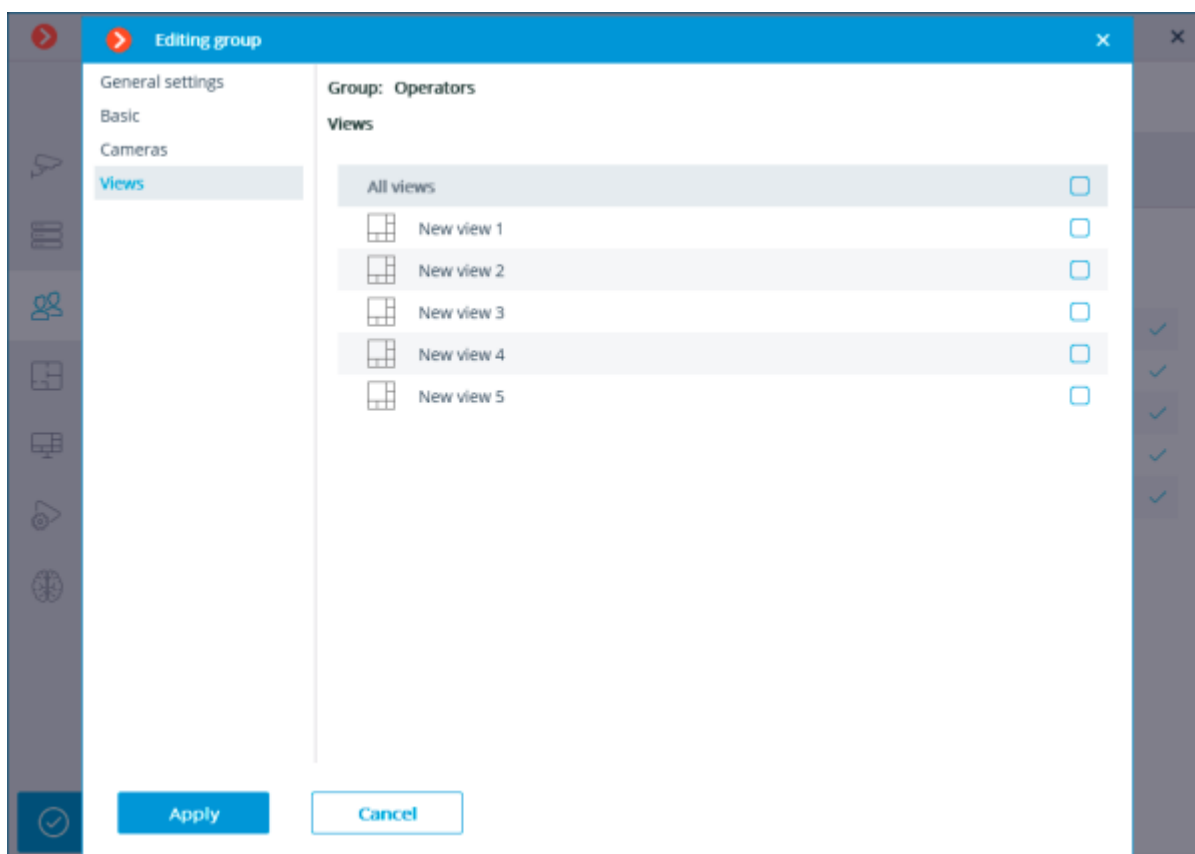 Editing group
General settings
Basic
Cameras
Views
Group: Operators
Views
All views
New view 1
New view 2
New view 3
New view 4
New view 5
Apply
Cancel